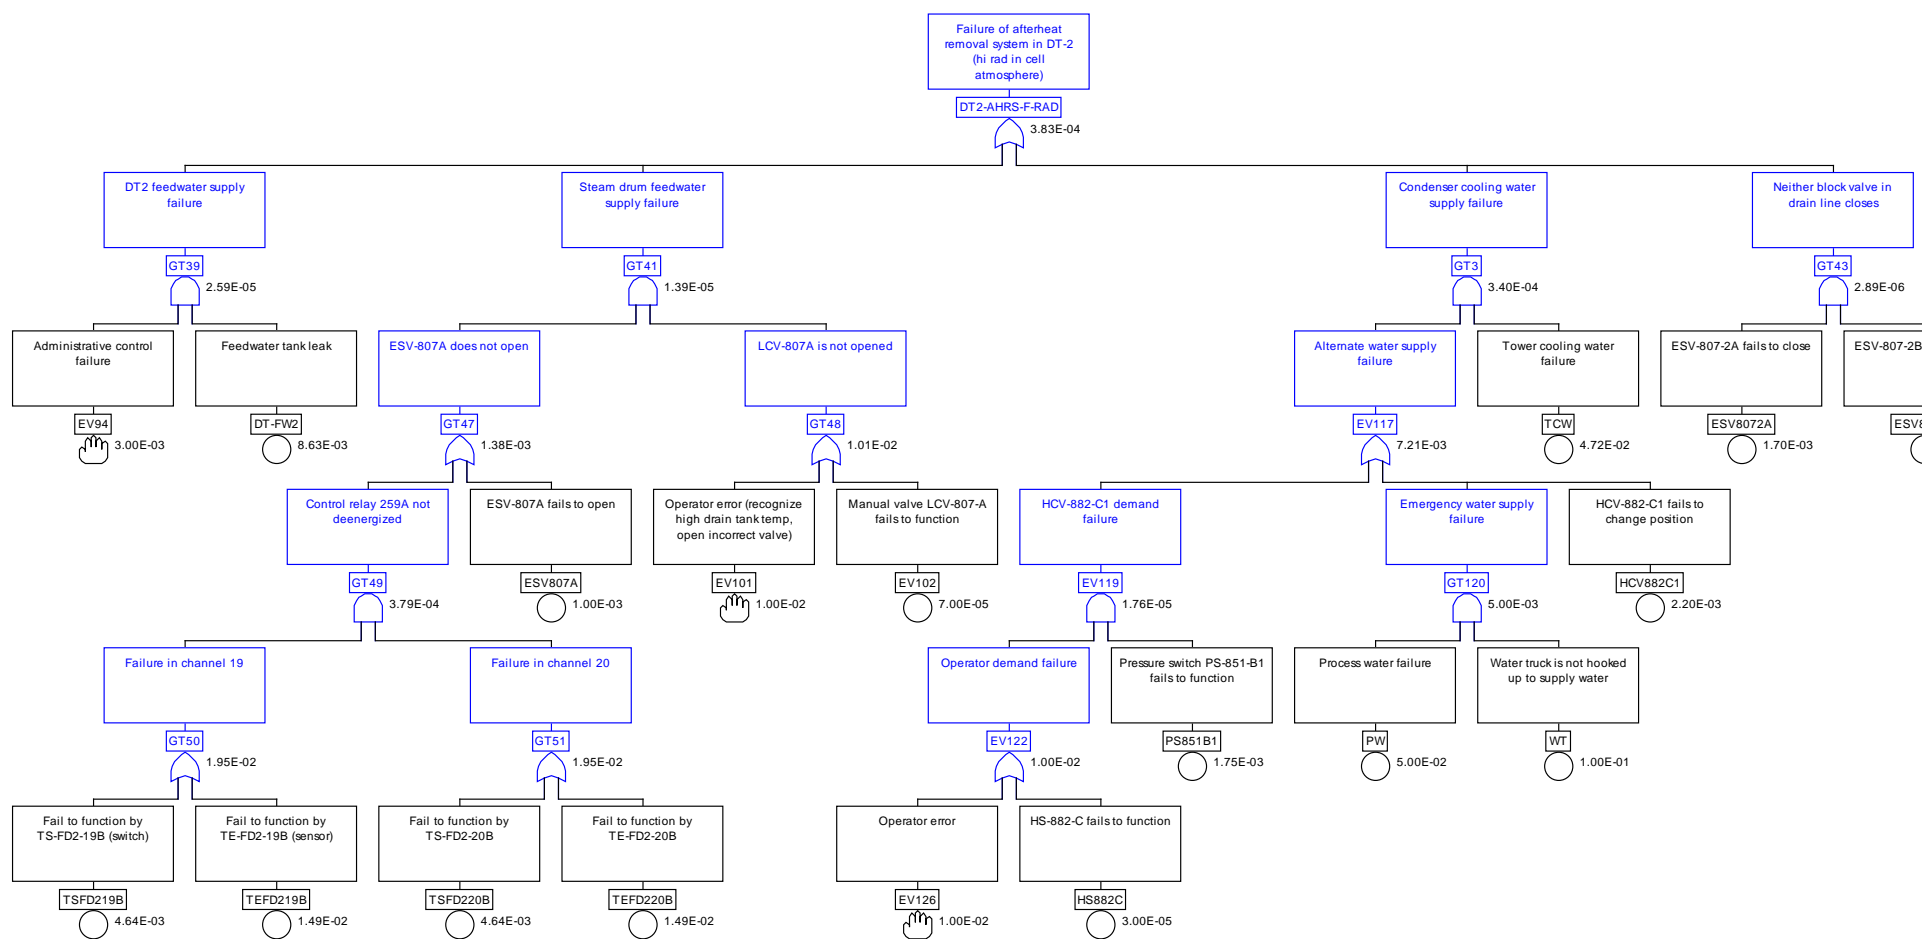 Failure of afterheat
removal system in DT-2
(hi rad in cell
atmosphere)
DT2-AHRS-F-RAD
3.83E-04
DT2 feedwater supply
failure
GT39
2.59E-05
Steam drum feedwater
supply failure
GT41
1.39E-05
Condenser cooling water
supply failure
GT3
3.40E-04
Neither block valve in
drain line closes
GT43
2.89E-06
Administrative control
failure
EV94
3.00E-03
Feedwater tank leak
DT-FW2
8.63E-03
ESV-807A does not open
GT47
1.38E-03
LCV-807A is not opened
GT48
1.01E-02
Alternate water supply
failure
EV117
7.21E-03
Tower cooling water
failure
TCW
4.72E-02
ESV-807-2A fails to close
ESV8072A
1.70E-03
ESV-807-2B
ESV8
Control relay 259A not
deenergized
GT49
3.79E-04
ESV-807A fails to open
ESV807A
1.00E-03
Operator error (recognize
high drain tank temp,
open incorrect valve)
EV101
1.00E-02
Manual valve LCV-807-A
fails to function
EV102
7.00E-05
HCV-882-C1 demand
failure
EV119
1.76E-05
Emergency water supply
failure
GT120
5.00E-03
HCV-882-C1 fails to
change position
HCV882C1
2.20E-03
Failure in channel 19
GT50
1.95E-02
Failure in channel 20
GT51
1.95E-02
Operator demand failure
EV122
1.00E-02
Pressure switch PS-851-B1
fails to function
PS851B1
1.75E-03
Process water failure
PW
5.00E-02
Water truck is not hooked
up to supply water
WT
1.00E-01
Fail to function by
TS-FD2-19B (switch)
TSFD219B
4.64E-03
Fail to function by
TE-FD2-19B (sensor)
TEFD219B
1.49E-02
Fail to function by
TS-FD2-20B
TSFD220B
4.64E-03
Fail to function by
TE-FD2-20B
TEFD220B
1.49E-02
Operator error
EV126
1.00E-02
HS-882-C fails to function
HS882C
3.00E-05